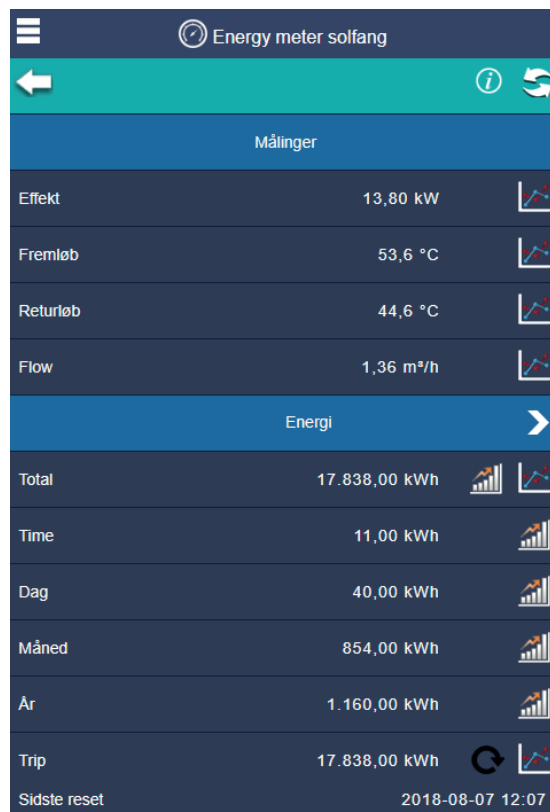 Energy meter solfang
Målinger
Effekt 13,80 kW
Fremløb 53,6 °C
Returløb 44,6 °C
Flow 1,36 m³/h
Energi
Total 17.838,00 kWh
Time 11,00 kWh
Dag 40,00 kWh
Måned 854,00 kWh
År 1.160,00 kWh
Trip 17.838,00 kWh
Sidste reset 2018-08-07 12:07